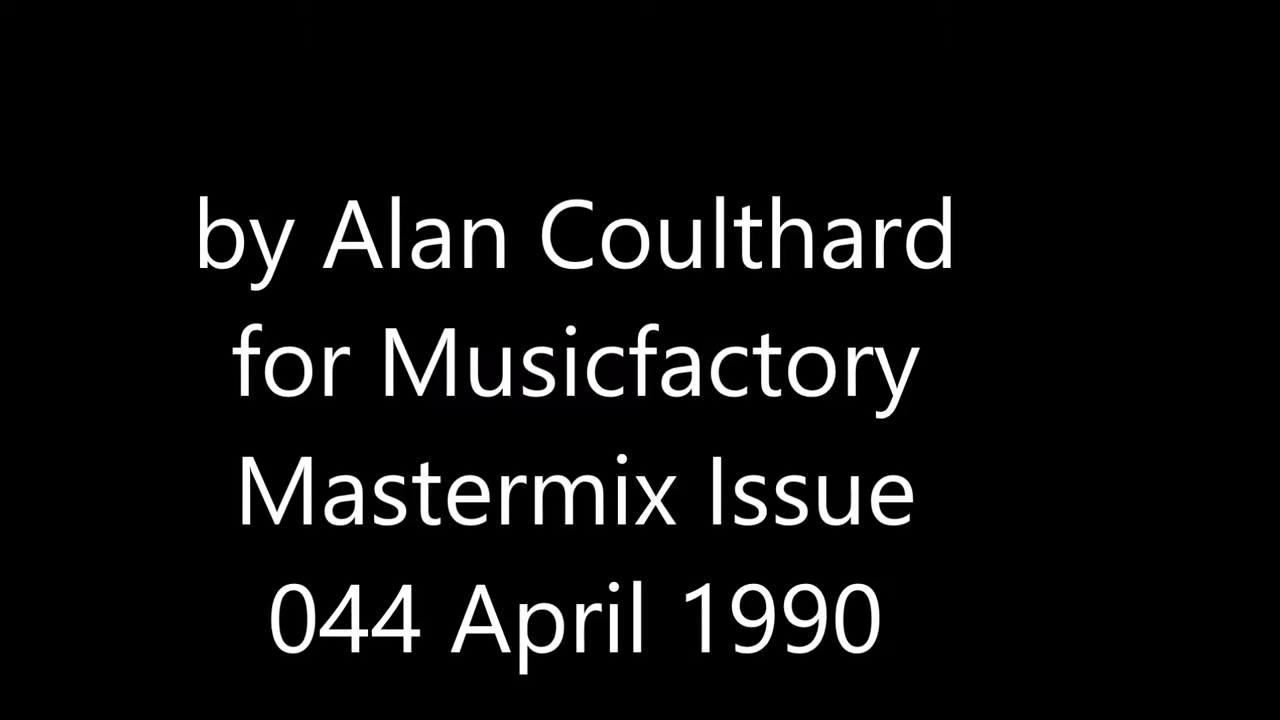 by Alan Coulthard
for Musicfactory
Mastermix Issue
044 April 1990